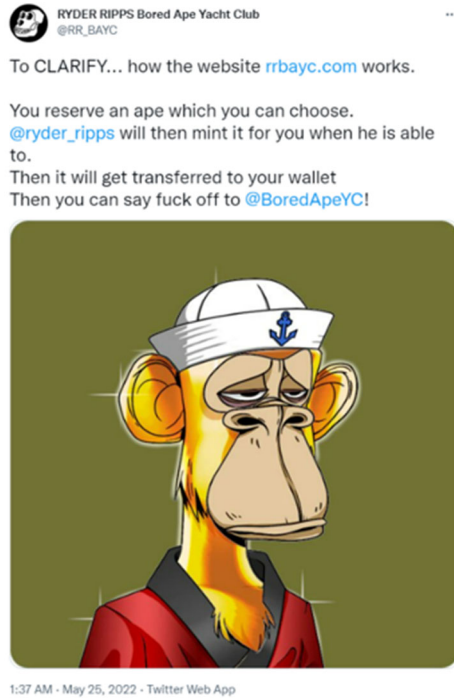 RYDER RIPPS Bored Ape Yacht Club
@RR_BAYC
To CLARIFY... how the website rrbayc.com works.
You reserve an ape which you can choose.
@ryder_ripps will then mint it for you when he is able
to.
Then it will get transferred to your wallet
Then you can say fuck off to @BoredApeYC!
1:37 AM · May 25, 2022 · Twitter Web App